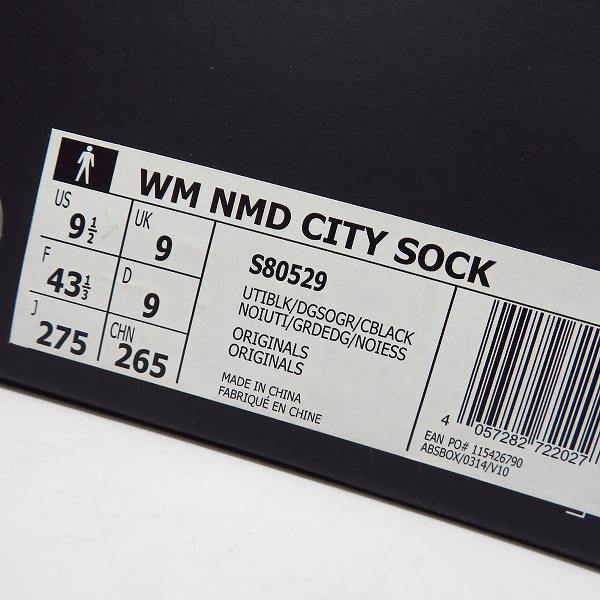 WM NMD CITY SOCK
US
9 1/2
UK
9
F
43 1/3
D
9
J
275
CHN
265
S80529
UTIBLK/DGSOGR/CBLACK
NOIUTI/GRDEDG/NOIESS
ORIGINALS
ORIGINALS
MADE IN CHINA
FABRIQUÉ EN CHINE
4 057282 722027
EAN PO# 115426790
ABSBOX/0314/V10